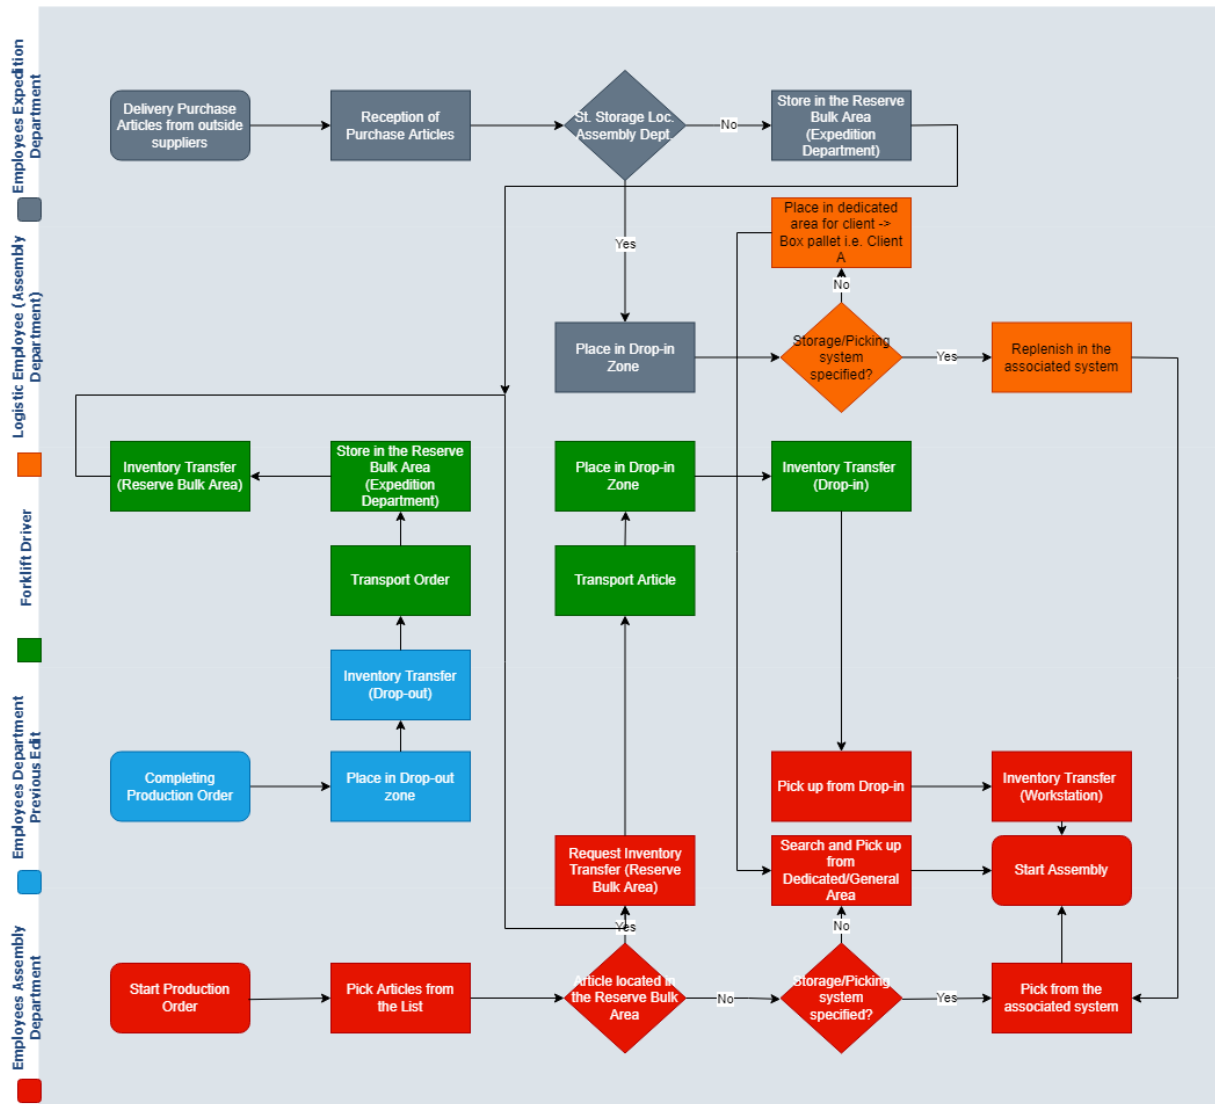 Employees Expedition
Department
Delivery Purchase
Articles from outside
suppliers
Reception of
Purchase Articles
St. Storage Loc.
Assembly Dept.
No
Store in the Reserve
Bulk Area
(Expedition
Department)
Yes
Logistic Employee (Assembly
Department)
Place in dedicated
area for client ->
Box pallet i.e. Client
A
No
Place in Drop-in
Zone
Storage/Picking
system
specified?
Yes
Replenish in the
associated system
Forklift Driver
Inventory Transfer
(Reserve Bulk Area)
Store in the Reserve
Bulk Area
(Expedition
Department)
Place in Drop-in
Zone
Inventory Transfer
(Drop-in)
Transport Order
Transport Article
Employees Department
Previous Edit
Inventory Transfer
(Drop-out)
Completing
Production Order
Place in Drop-out
zone
Pick up from Drop-in
Inventory Transfer
(Workstation)
Request Inventory
Transfer (Reserve
Bulk Area)
Search and Pick up
from
Dedicated/General
Area
Start Assembly
Yes
No
Employees Assembly
Department
Start Production
Order
Pick Articles from
the List
Article located in
the Reserve Bulk
Area
No
Storage/Picking
system
specified?
Yes
Pick from the
associated system